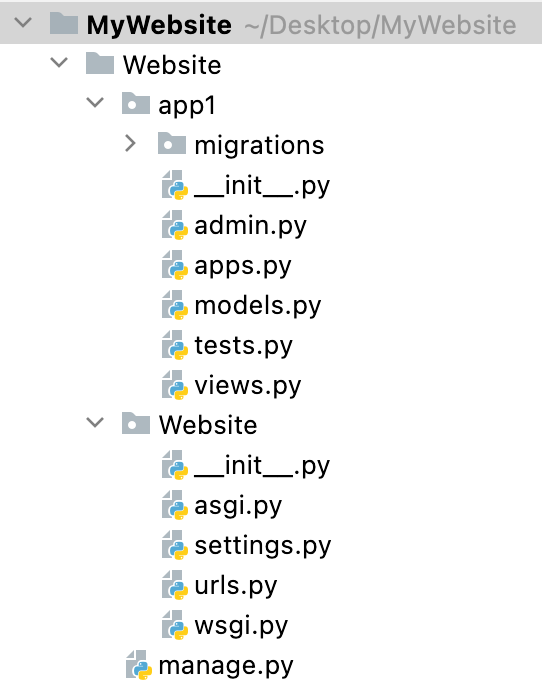 MyWebsite ~/Desktop/MyWebsite
Website
app1
migrations
__init__.py
admin.py
apps.py
models.py
tests.py
views.py
Website
__init__.py
asgi.py
settings.py
urls.py
wsgi.py
manage.py